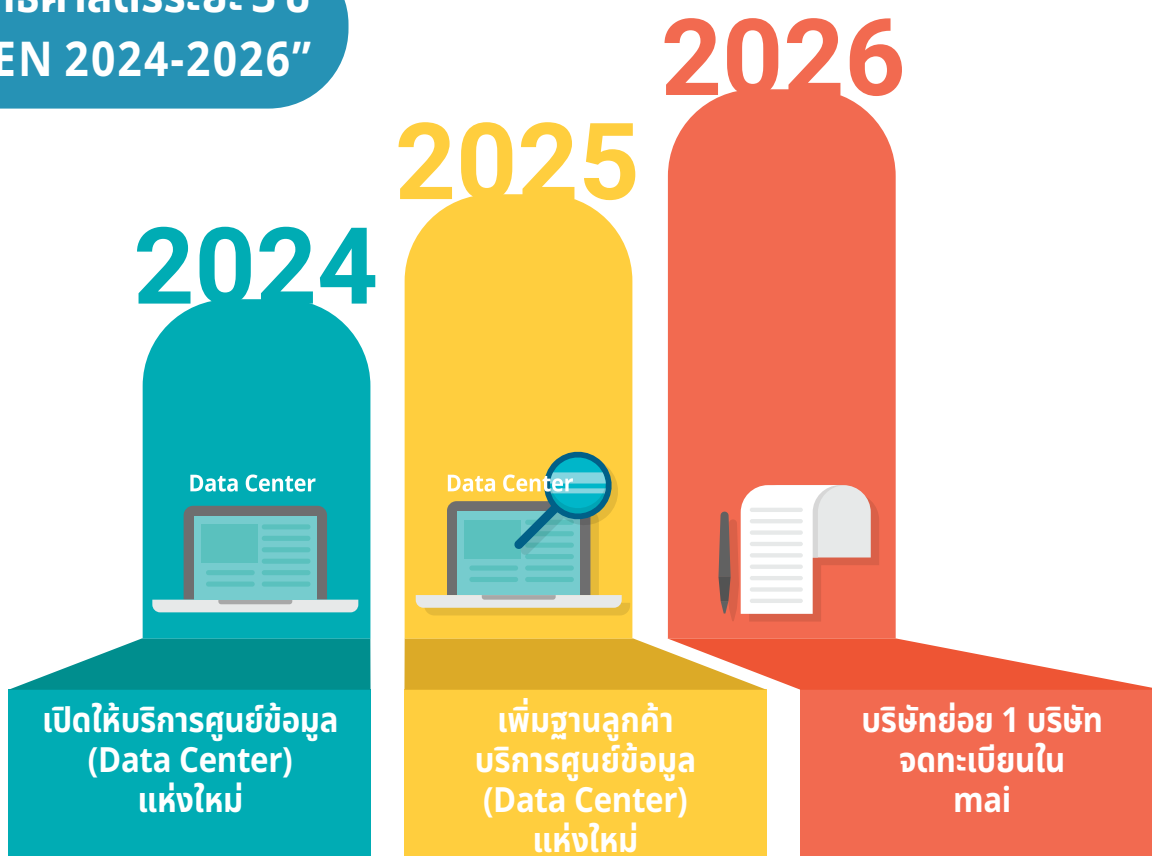 EN 2024-2026”
2026
2025
2024
Data Center
Data Center
เปิดให้บริการศูนย์ข้อมูล
(Data Center)
แห่งใหม่
เพิ่มฐานลูกค้า
บริการศูนย์ข้อมูล
(Data Center)
แห่งใหม่
บริษัทย่อย 1 บริษัท
จดทะเบียนใน
mai